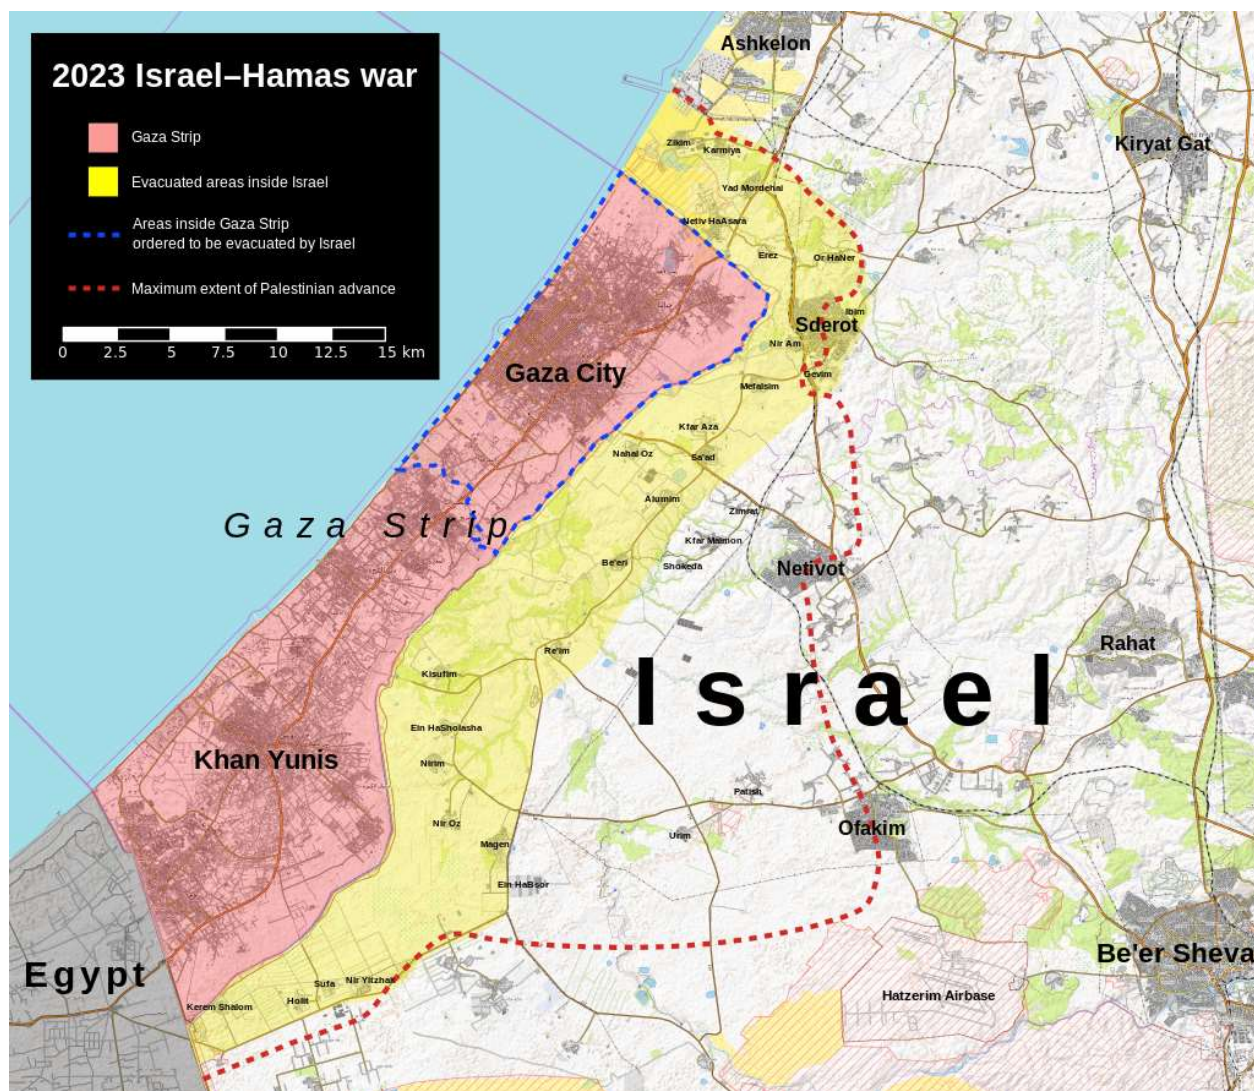 2023 Israel–Hamas war
Gaza Strip
Evacuated areas inside Israel
Areas inside Gaza Strip
ordered to be evacuated by Israel
Maximum extent of Palestinian advance
0 2.5 5 7.5 10 12.5 15 km
Ashkelon
Kiryat Gat
Zikim
Karmiya
Yad Mordehai
Netiv HaAsara
Erez
Or HaNer
Ibim
Sderot
Nir Am
Gevim
Mefalsim
Gaza City
Kfar Aza
Nahal Oz
Sa'ad
Alumim
Zimrat
Gaza Strip
Kfar Maimon
Be'eri
Shokeda
Netivot
Rahat
Re'im
Kisufim
Israel
Ein HaSholasha
Khan Yunis
Nirim
Patish
Nir Oz
Urim
Ofakim
Magen
Ein HaBsor
Be'er Sheva
Egypt
Nir Yitzhak
Sufa
Hatzerim Airbase
Holit
Kerem Shalom